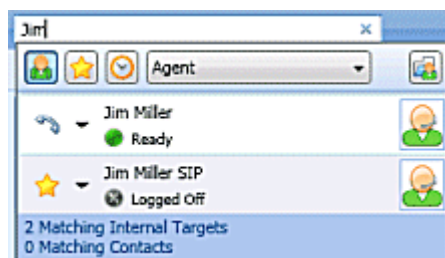 Jim
Agent
Jim Miller
Ready
Jim Miller SIP
Logged Off
2 Matching Internal Targets
0 Matching Contacts